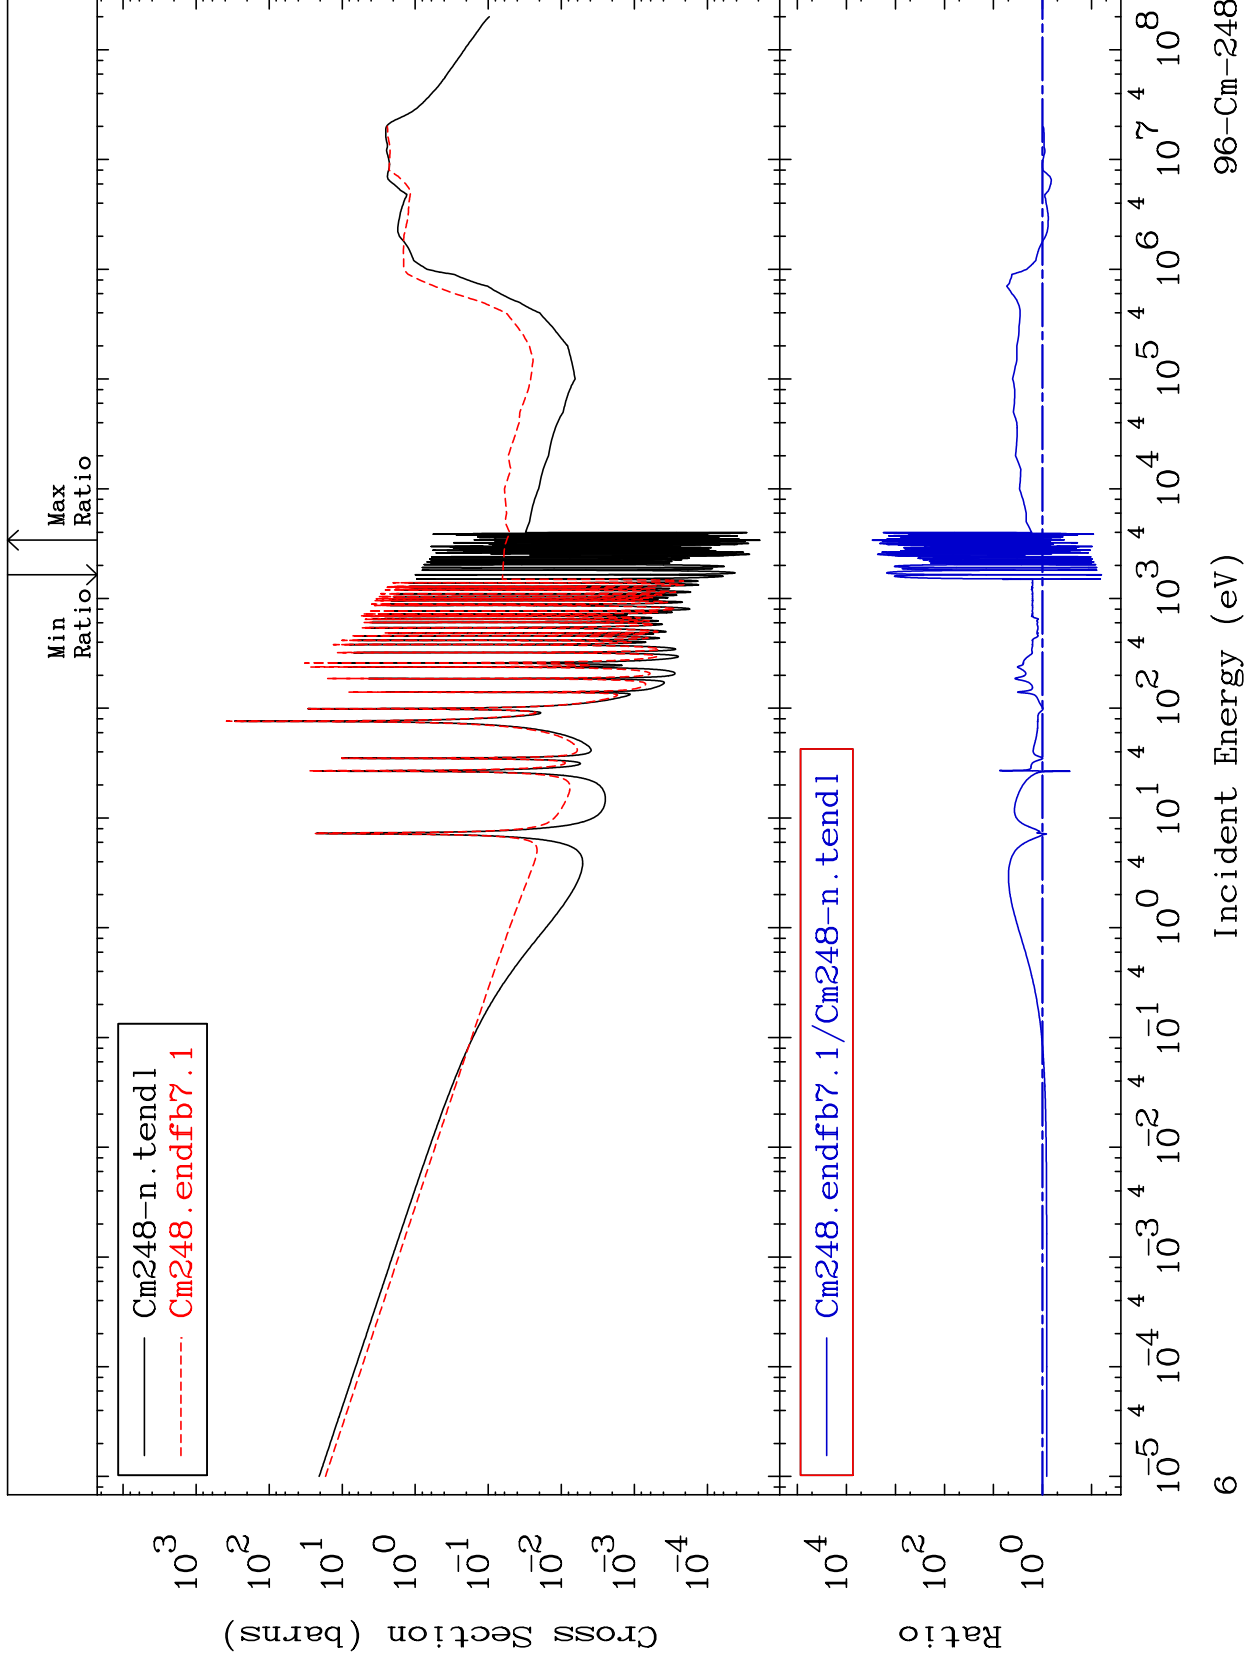 Min
Ratio
Max
Ratio
Cm248-n.tendl
Cm248.endfb7.1
10^3
10^2
10^1
10^0
10^-1
10^-2
10^-3
10^-4
Cross Section (barns)
Cm248.endfb7.1/Cm248-n.tendl
10^4
10^2
10^0
Ratio
10^-5 4 10^-4 4 10^-3 4 10^-2 4 10^-1 4 10^0 4 10^1 4 10^2 4 10^3 4 10^4 4 10^5 4 10^6 4 10^7 4 10^8
6 Incident Energy (eV) 96-Cm-248